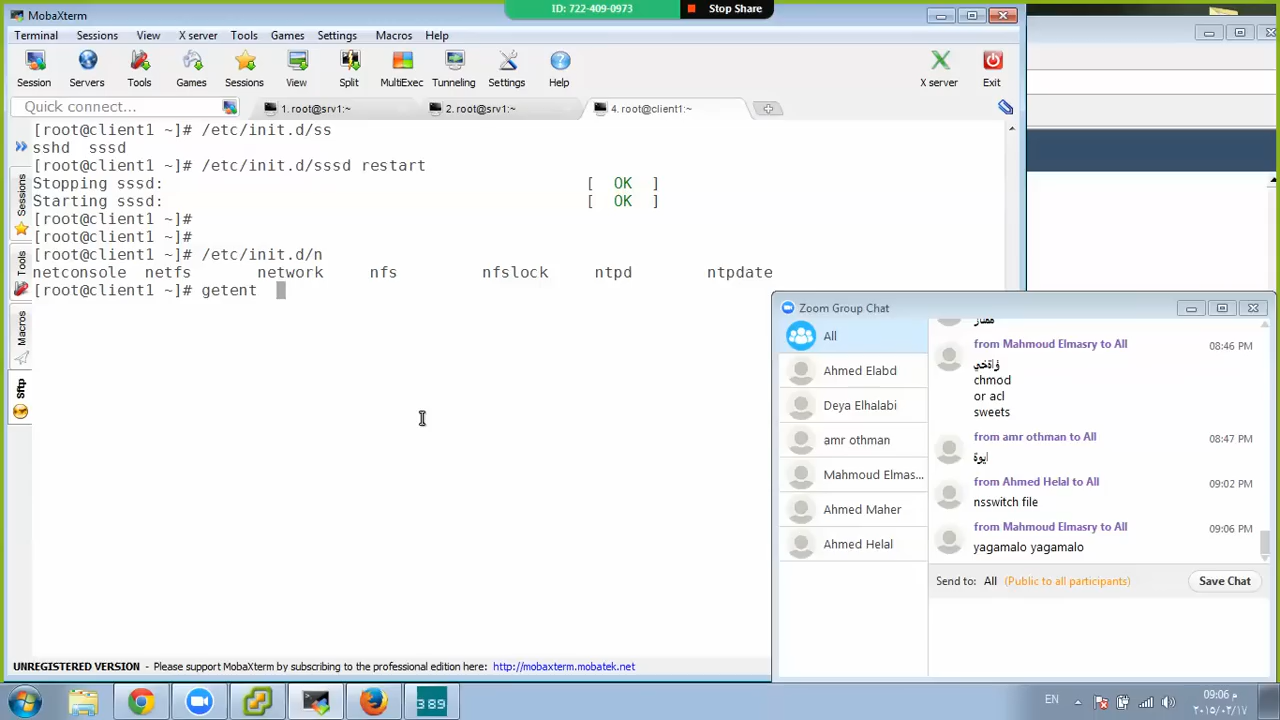 ID: 722-409-0973
Stop Share
MobaXterm
Terminal Sessions View X server Tools Games Settings Macros Help
Session Servers Tools Games Sessions View Split MultiExec Tunneling Settings Help X server Exit
Quick connect...
1. root@srv1:~
2. root@srv1:~
4. root@client1:~
Sessions
Tools
Macros
Sftp
[root@client1 ~]# /etc/init.d/ss
sshd sssd
[root@client1 ~]# /etc/init.d/sssd restart
Stopping sssd: [ OK ]
Starting sssd: [ OK ]
[root@client1 ~]#
[root@client1 ~]#
[root@client1 ~]# /etc/init.d/n
netconsole netfs network nfs nfslock ntpd ntpdate
[root@client1 ~]# getent
UNREGISTERED VERSION - Please support MobaXterm by subscribing to the professional edition here: http://mobaxterm.mobatek.net
Zoom Group Chat
All
Ahmed Elabd
Deya Elhalabi
amr othman
Mahmoud Elmas...
Ahmed Maher
Ahmed Helal
from Mahmoud Elmasry to All 08:46 PM
chmod
or acl
sweets
from amr othman to All 08:47 PM
ايوة
from Ahmed Helal to All 09:02 PM
nsswitch file
from Mahmoud Elmasry to All 09:06 PM
yagamalo yagamalo
Send to: All (Public to all participants)
Save Chat
389
EN
09:06 م
٢٠١٥/٠٢/١٧